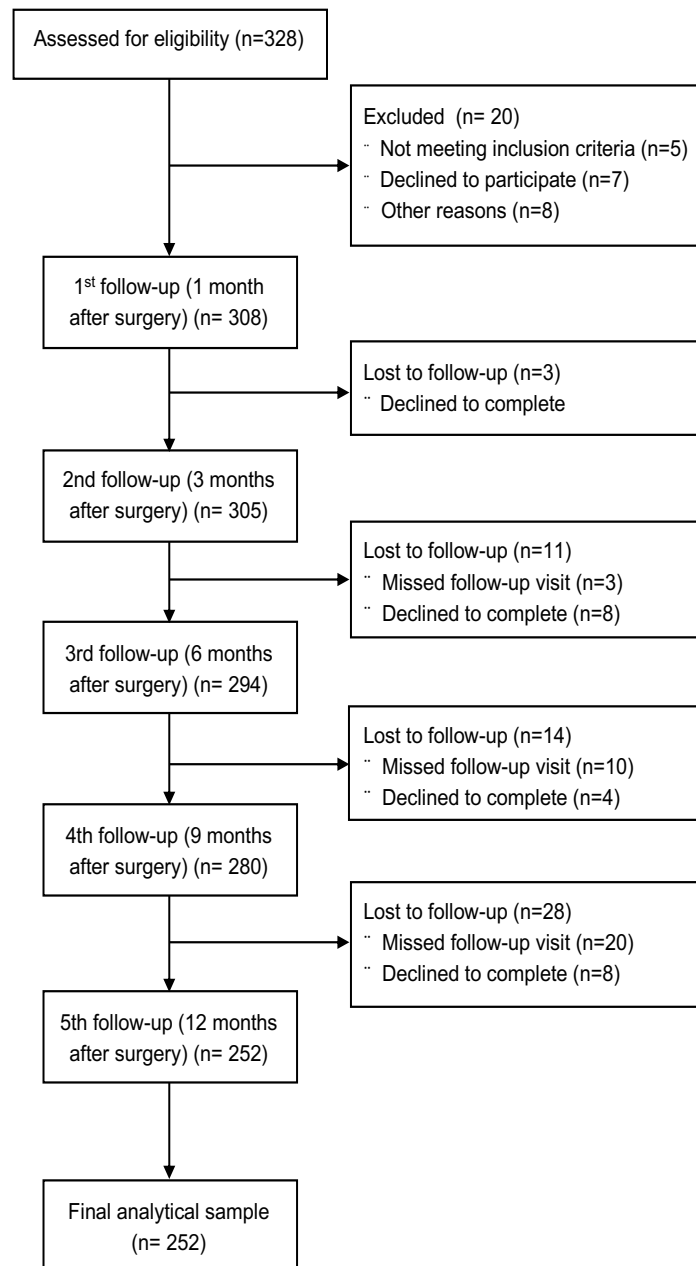 Assessed for eligibility (n=328)
Excluded (n= 20)
¨ Not meeting inclusion criteria (n=5)
¨ Declined to participate (n=7)
¨ Other reasons (n=8)
1st follow-up (1 month
after surgery) (n= 308)
Lost to follow-up (n=3)
¨ Declined to complete
2nd follow-up (3 months
after surgery) (n= 305)
Lost to follow-up (n=11)
¨ Missed follow-up visit (n=3)
¨ Declined to complete (n=8)
3rd follow-up (6 months
after surgery) (n= 294)
Lost to follow-up (n=14)
¨ Missed follow-up visit (n=10)
¨ Declined to complete (n=4)
4th follow-up (9 months
after surgery) (n= 280)
Lost to follow-up (n=28)
¨ Missed follow-up visit (n=20)
¨ Declined to complete (n=8)
5th follow-up (12 months
after surgery) (n= 252)
Final analytical sample
(n= 252)